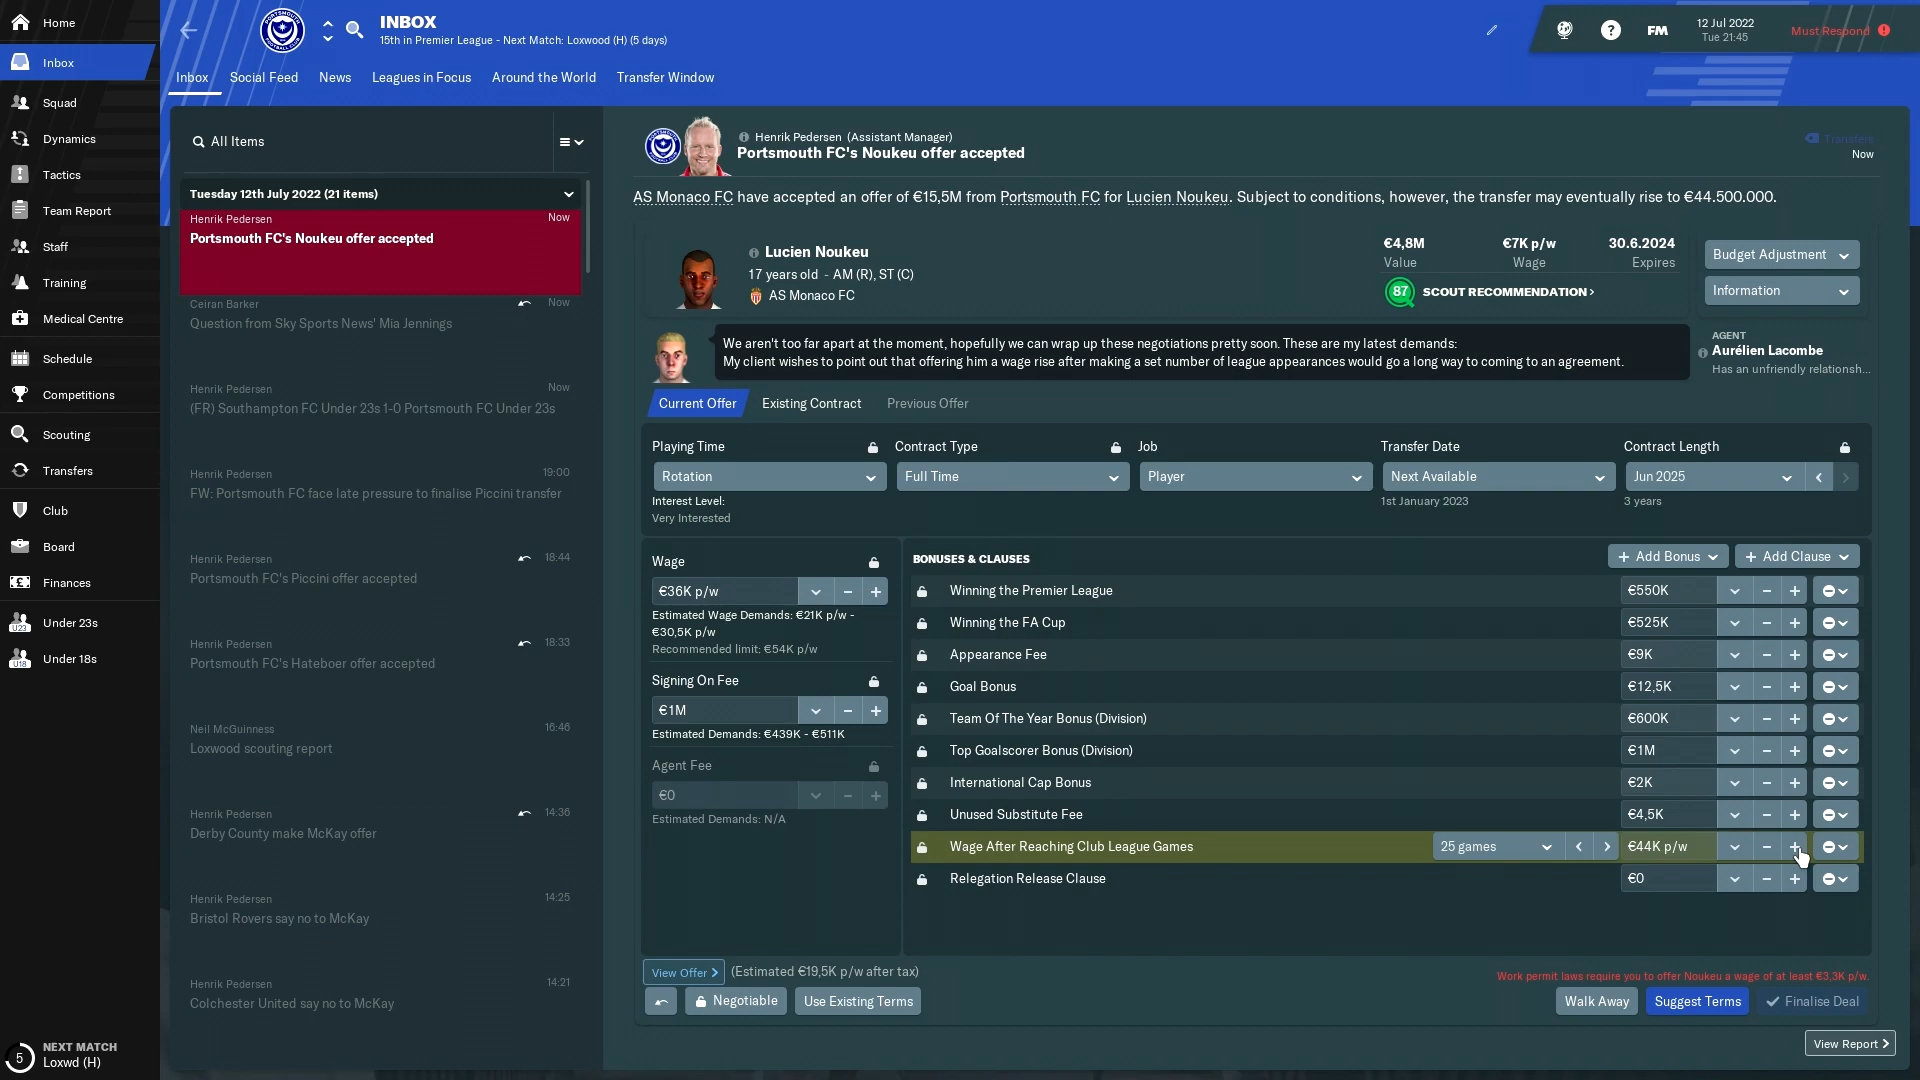 Home
Inbox
Squad
Dynamics
Tactics
Team Report
Staff
Training
Medical Centre
Schedule
Competitions
Scouting
Transfers
Club
Board
Finances
U23
Under 23s
U18
Under 18s
5
NEXT MATCH
Loxwd (H)
INBOX
15th in Premier League - Next Match: Loxwood (H) (5 days)
FM
12 Jul 2022
Tue 21:45
Must Respond
Inbox
Social Feed
News
Leagues in Focus
Around the World
Transfer Window
All Items
Tuesday 12th July 2022 (21 items)
Henrik Pedersen
Now
Portsmouth FC's Noukeu offer accepted
Ceiran Barker
Now
Question from Sky Sports News' Mia Jennings
Henrik Pedersen
Now
(FR) Southampton FC Under 23s 1-0 Portsmouth FC Under 23s
Henrik Pedersen
19:00
FW: Portsmouth FC face late pressure to finalise Piccini transfer
Henrik Pedersen
18:44
Portsmouth FC's Piccini offer accepted
Henrik Pedersen
18:33
Portsmouth FC's Hateboer offer accepted
Neil McGuinness
16:46
Loxwood scouting report
Henrik Pedersen
14:36
Derby County make McKay offer
Henrik Pedersen
14:25
Bristol Rovers say no to McKay
Henrik Pedersen
14:21
Colchester United say no to McKay
Henrik Pedersen (Assistant Manager)
Portsmouth FC's Noukeu offer accepted
Transfers
Now
AS Monaco FC have accepted an offer of €15,5M from Portsmouth FC for Lucien Noukeu. Subject to conditions, however, the transfer may eventually rise to €44.500.000.
Lucien Noukeu
17 years old - AM (R), ST (C)
AS Monaco FC
€4,8M
Value
€7K p/w
Wage
30.6.2024
Expires
87
SCOUT RECOMMENDATION >
Budget Adjustment
Information
We aren't too far apart at the moment, hopefully we can wrap up these negotiations pretty soon. These are my latest demands:
My client wishes to point out that offering him a wage rise after making a set number of league appearances would go a long way to coming to an agreement.
AGENT
Aurélien Lacombe
Has an unfriendly relationsh...
Current Offer
Existing Contract
Previous Offer
Playing Time
Contract Type
Job
Transfer Date
Contract Length
Rotation
Full Time
Player
Next Available
Jun 2025
Interest Level:
Very Interested
1st January 2023
3 years
Wage
€36K p/w
Estimated Wage Demands: €21K p/w -
€30,5K p/w
Recommended limit: €54K p/w
Signing On Fee
€1M
Estimated Demands: €439K - €511K
Agent Fee
€0
Estimated Demands: N/A
BONUSES & CLAUSES
+ Add Bonus
+ Add Clause
Winning the Premier League
€550K
Winning the FA Cup
€525K
Appearance Fee
€9K
Goal Bonus
€12,5K
Team Of The Year Bonus (Division)
€600K
Top Goalscorer Bonus (Division)
€1M
International Cap Bonus
€2K
Unused Substitute Fee
€4,5K
Wage After Reaching Club League Games
25 games
€44K p/w
Relegation Release Clause
€0
View Offer >
(Estimated €19,5K p/w after tax)
Work permit laws require you to offer Noukeu a wage of at least €3,3K p/w.
Negotiable
Use Existing Terms
Walk Away
Suggest Terms
Finalise Deal
View Report >